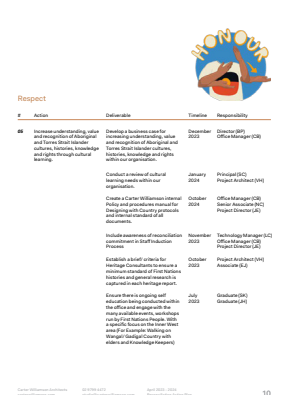 HONOUR
Respect
# Action Deliverable Timeline Responsibility
05 Increase understanding, value
and recognition of Aboriginal
and Torres Strait Islander
cultures, histories, knowledge
and rights through cultural
learning.
Develop a business case for
increasing understanding, value
and recognition of Aboriginal
and Torres Strait Islander
cultures, histories, knowledge
and rights within
our organisation.
December
2023
Director (BP)
Office Manager (CB)
Conduct a review of cultural
learning needs within our
organisation.
January
2024
Principal (SC)
Project Architect (VH)
Create a Carter Williamson internal
Policy and procedures manual for
Designing with Country protocols
and internal standard of all
documents.
October
2024
Office Manager (CB)
Senior Associate (NC)
Project Director (JE)
Include awareness of reconciliation
commitment in Staff Induction
Process
November
2023
Technology Manager (LC)
Office Manager (CB)
Project Director (JE)
Establish a brief/ criteria for
Heritage Consultants to ensure a
minimum standard of First Nations
histories and general research is
captured in each heritage report.
October
2023
Project Architect (VH)
Associate (EJ)
Ensure there is ongoing self
education being conducted within
the office and engage with the
many available events, workshops
run by First Nations People. With
a specific focus on the Inner West
area (For Example: Walking on
Wangal/ Gadigal Country with
elders and Knowledge Keepers)
July
2023
Graduate (SK)
Graduate (JH)
Carter Williamson Architects
10